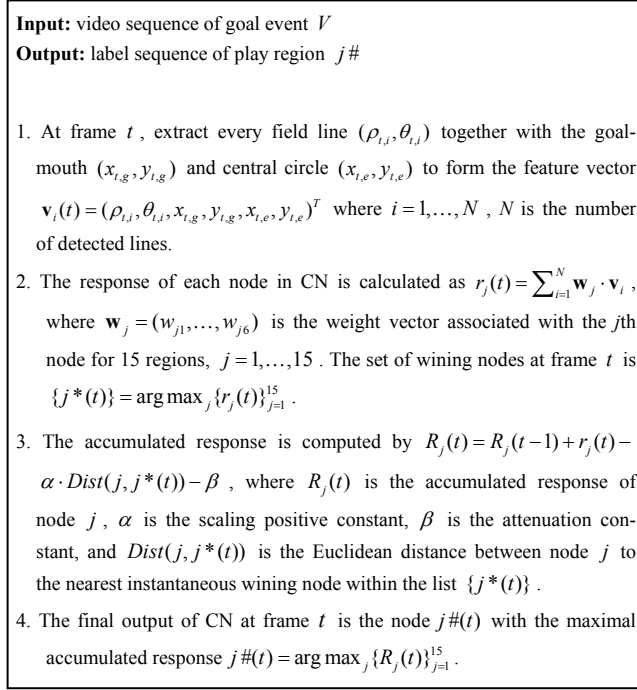 Input: video sequence of goal event V
Output: label sequence of play region j#
1. At frame t , extract every field line (ρ_{t,i}, θ_{t,i}) together with the goal-
mouth (x_{t,g}, y_{t,g}) and central circle (x_{t,e}, y_{t,e}) to form the feature vector
v_i(t) = (ρ_{t,i}, θ_{t,i}, x_{t,g}, y_{t,g}, x_{t,e}, y_{t,e})^T where i = 1,…, N , N is the number
of detected lines.
2. The response of each node in CN is calculated as r_j(t) = ∑_{i=1}^{N} w_j · v_i ,
where w_j = (w_{j1},…, w_{j6}) is the weight vector associated with the jth
node for 15 regions, j = 1,…,15 . The set of wining nodes at frame t is
{j*(t)} = arg max_j {r_j(t)}_{j=1}^{15} .
3. The accumulated response is computed by R_j(t) = R_j(t−1) + r_j(t) −
α · Dist(j, j*(t)) − β , where R_j(t) is the accumulated response of
node j , α is the scaling positive constant, β is the attenuation con-
stant, and Dist(j, j*(t)) is the Euclidean distance between node j to
the nearest instantaneous wining node within the list {j*(t)} .
4. The final output of CN at frame t is the node j#(t) with the maximal
accumulated response j#(t) = arg max_j {R_j(t)}_{j=1}^{15} .